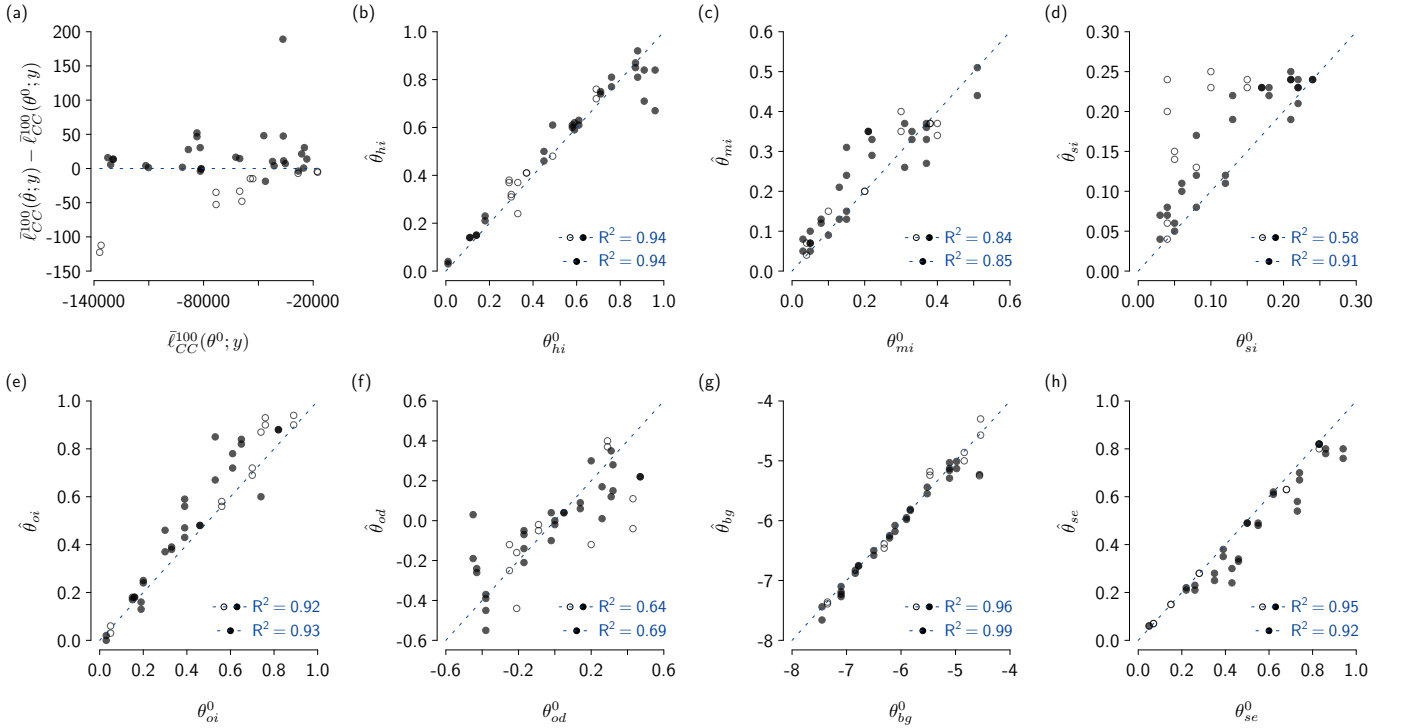 (a)
200
150
100
50
0
-50
-100
-150
-140000 -80000 -20000
ℓ̄¹⁰⁰_CC(θ̂; y) − ℓ̄¹⁰⁰_CC(θ⁰; y)
ℓ̄¹⁰⁰_CC(θ⁰; y)
(b)
1.0
0.8
0.6
0.4
0.2
0.0
0.0 0.2 0.4 0.6 0.8 1.0
θ̂_hi
θ⁰_hi
R² = 0.94
R² = 0.94
(c)
0.6
0.5
0.4
0.3
0.2
0.1
0.0
0.0 0.2 0.4 0.6
θ̂_mi
θ⁰_mi
R² = 0.84
R² = 0.85
(d)
0.30
0.25
0.20
0.15
0.10
0.05
0.00
0.00 0.10 0.20 0.30
θ̂_si
θ⁰_si
R² = 0.58
R² = 0.91
(e)
1.0
0.8
0.6
0.4
0.2
0.0
0.0 0.2 0.4 0.6 0.8 1.0
θ̂_oi
θ⁰_oi
R² = 0.92
R² = 0.93
(f)
0.6
0.4
0.2
0.0
-0.2
-0.4
-0.6
-0.6 -0.2 0.2 0.6
θ̂_od
θ⁰_od
R² = 0.64
R² = 0.69
(g)
-4
-5
-6
-7
-8
-8 -7 -6 -5 -4
θ̂_bg
θ⁰_bg
R² = 0.96
R² = 0.99
(h)
1.0
0.8
0.6
0.4
0.2
0.0
0.0 0.2 0.4 0.6 0.8 1.0
θ̂_se
θ⁰_se
R² = 0.95
R² = 0.92